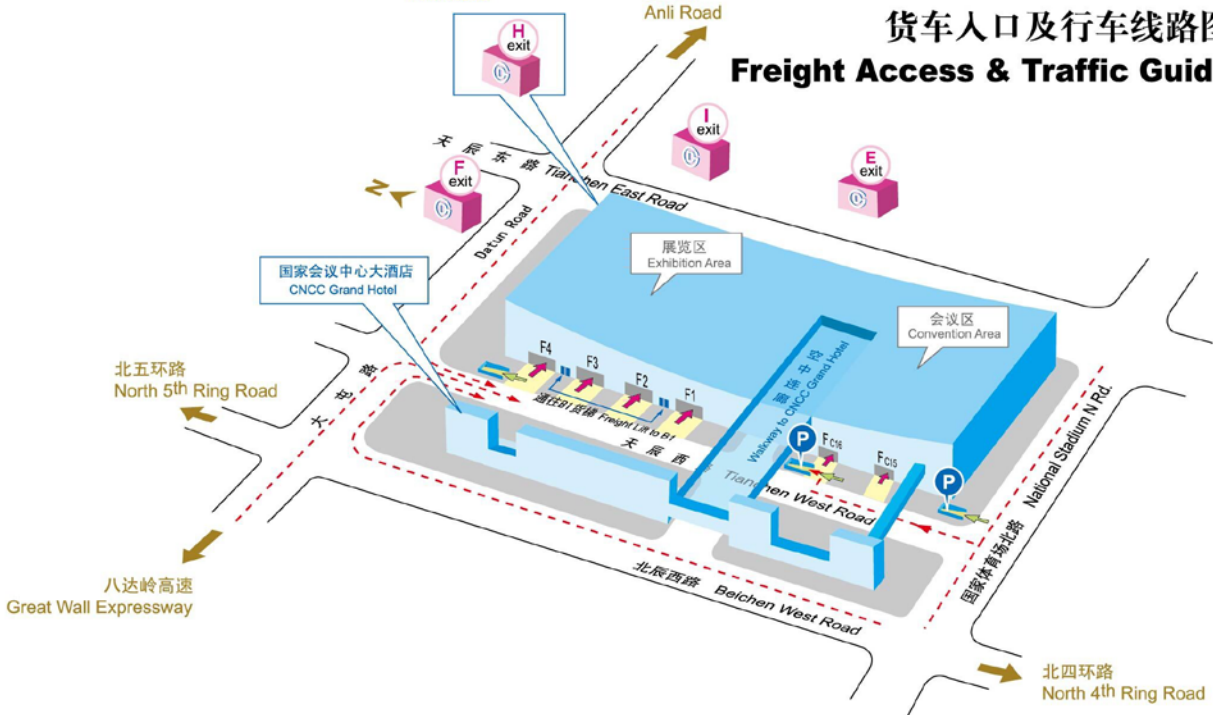 Anli Road
货车入口及行车线路图
Freight Access & Traffic Guid
H
exit
I
exit
E
exit
F
exit
N
天辰东路 Tianchen East Road
Datun Road
展览区
Exhibition Area
国家会议中心大酒店
CNCC Grand Hotel
会议区
Convention Area
北五环路
North 5th Ring Road
大屯路
F4
F3
F2
F1
通往B1货梯 Freight Lift to B1
Walkway to CNCC Grand Hotel
P
FC16
FC15
P
天辰西 Tianchen West Road
国家体育场北路 National Stadium N Rd.
八达岭高速
Great Wall Expressway
北辰西路 Beichen West Road
北四环路
North 4th Ring Road